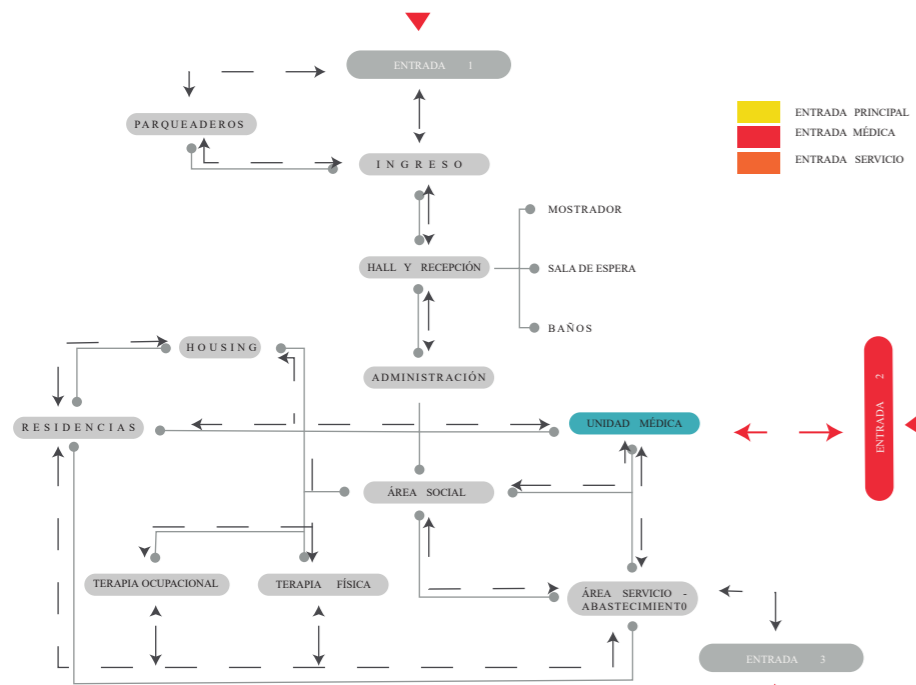 ENTRADA 1
PARQUEADEROS
INGRESO
HALL Y RECEPCIÓN
MOSTRADOR
SALA DE ESPERA
BAÑOS
ENTRADA PRINCIPAL
ENTRADA MÉDICA
ENTRADA SERVICIO
HOUSING
ADMINISTRACIÓN
RESIDENCIAS
UNIDAD MÉDICA
ENTRADA 2
ÁREA SOCIAL
TERAPIA OCUPACIONAL
TERAPIA FÍSICA
ÁREA SERVICIO -
ABASTECIMIENT0
ENTRADA 3